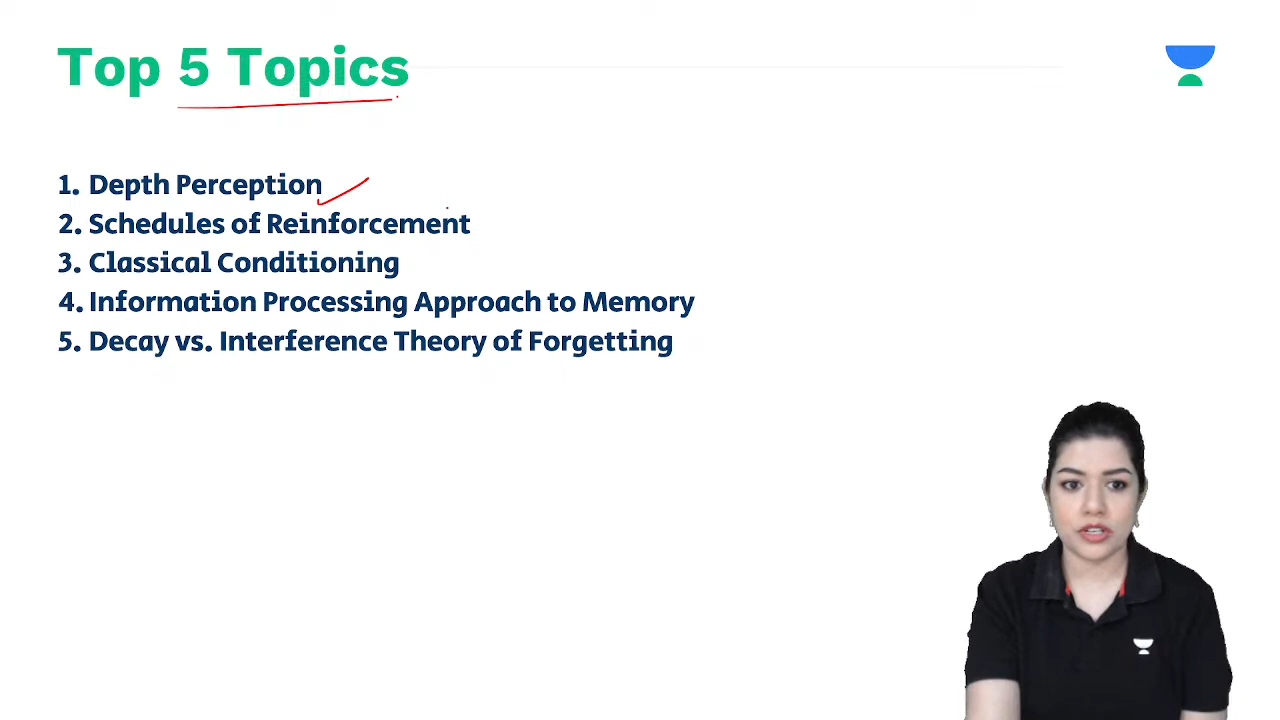 Top 5 Topics
1. Depth Perception
2. Schedules of Reinforcement
3. Classical Conditioning
4. Information Processing Approach to Memory
5. Decay vs. Interference Theory of Forgetting